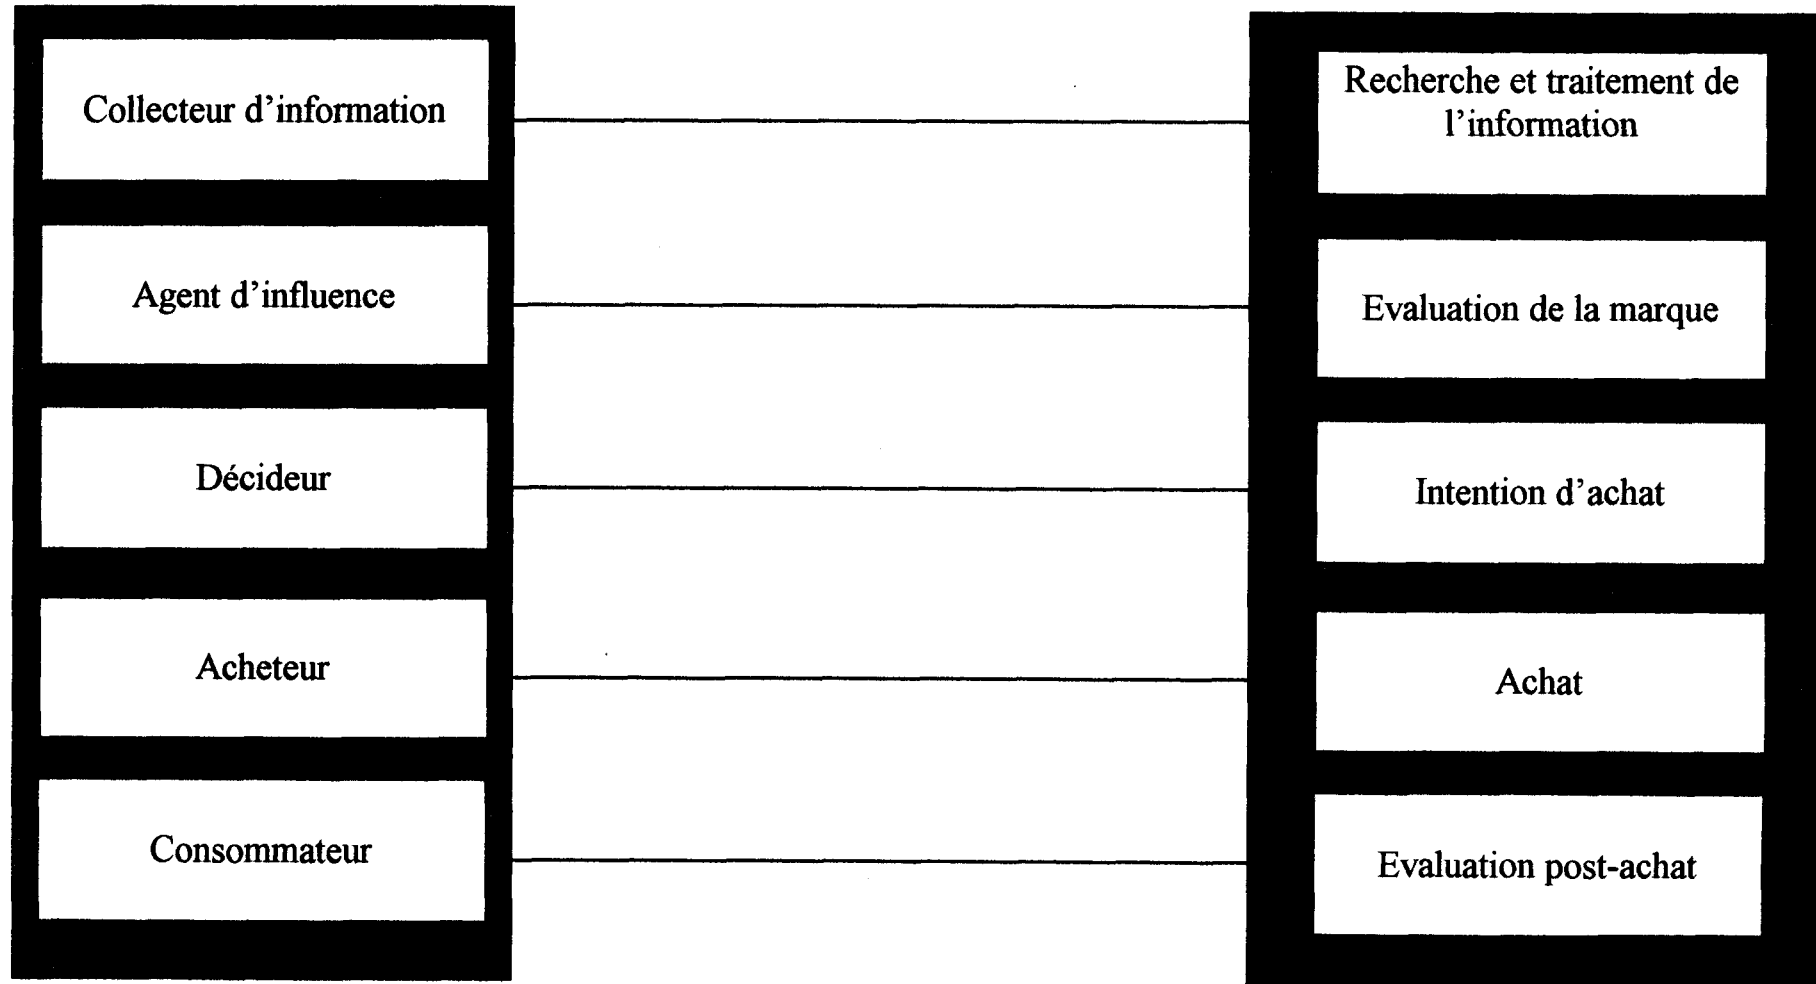 Collecteur d’information
Recherche et traitement de
l’information
Agent d’influence
Evaluation de la marque
Décideur
Intention d’achat
Acheteur
Achat
Consommateur
Evaluation post-achat